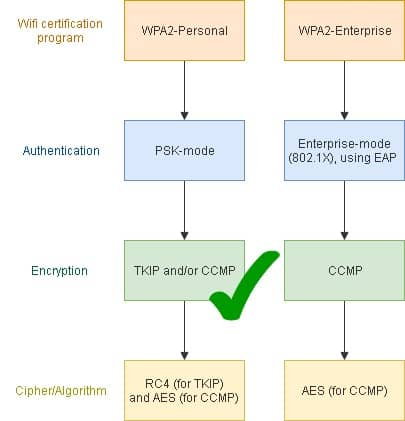 Wifi certification
program
WPA2-Personal
WPA2-Enterprise
Authentication
PSK-mode
Enterprise-mode
(802.1X), using EAP
Encryption
TKIP and/or CCMP
CCMP
Cipher/Algorithm
RC4 (for TKIP)
and AES (for CCMP)
AES (for CCMP)